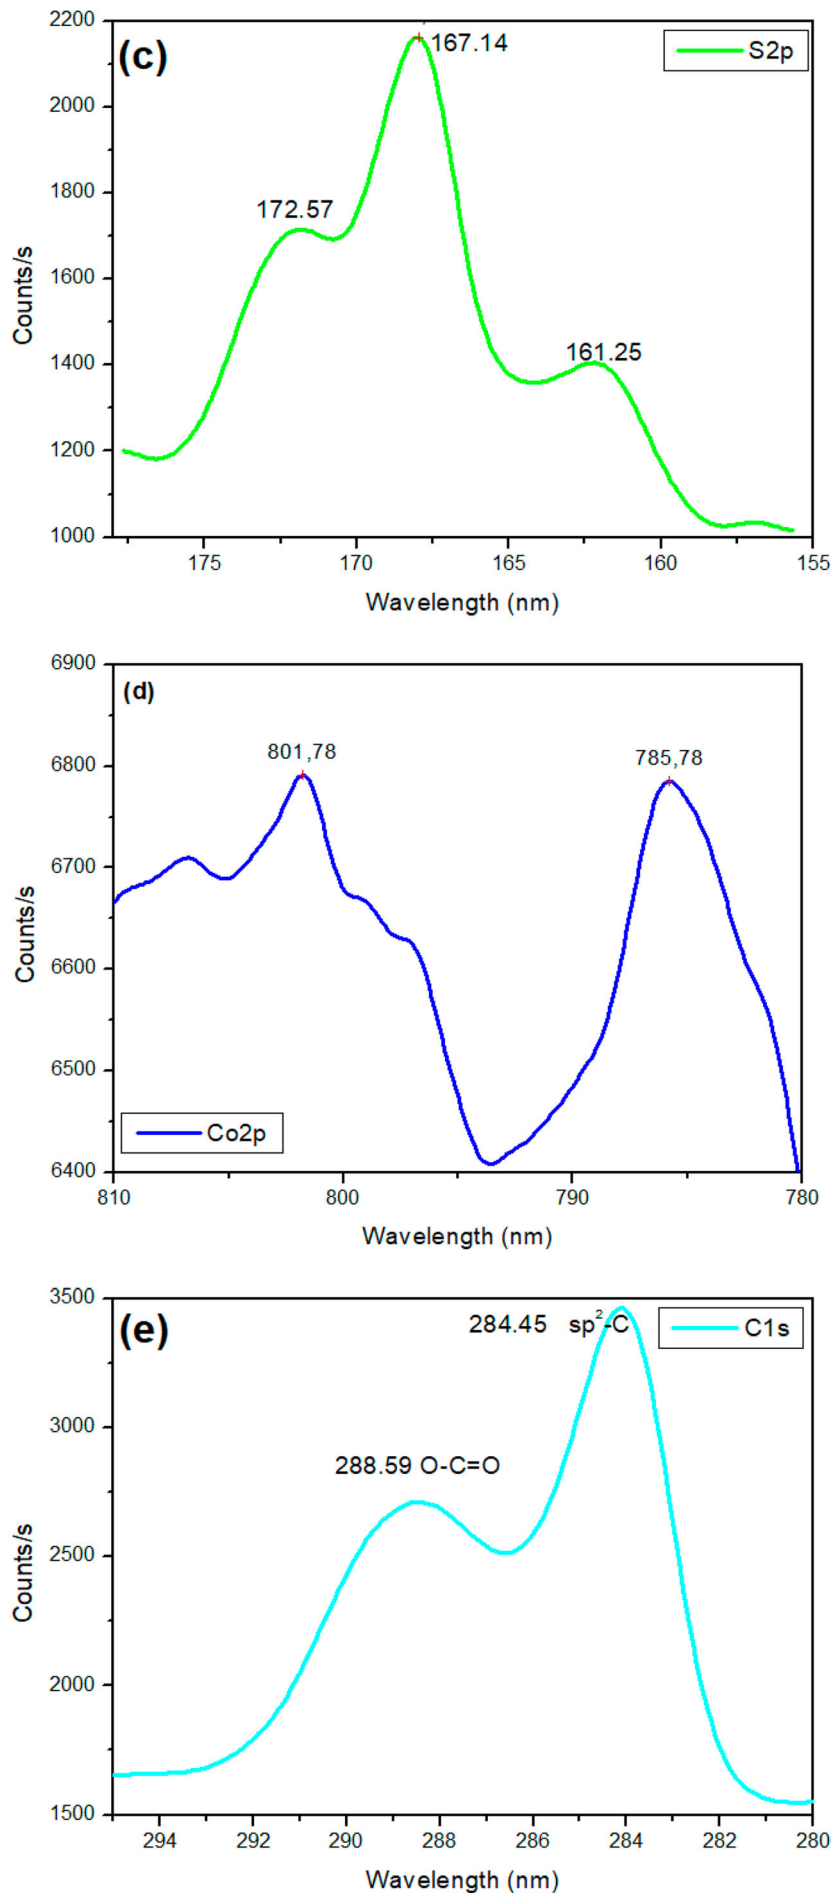 (c)
167.14
S2p
172.57
161.25
2200
2000
1800
1600
1400
1200
1000
Counts/s
175
170
165
160
155
Wavelength (nm)
(d)
801,78
785,78
6900
6800
6700
6600
6500
6400
Counts/s
Co2p
810
800
790
780
Wavelength (nm)
(e)
284.45 sp²-C
C1s
288.59 O-C=O
3500
3000
2500
2000
1500
Counts/s
294
292
290
288
286
284
282
280
Wavelength (nm)